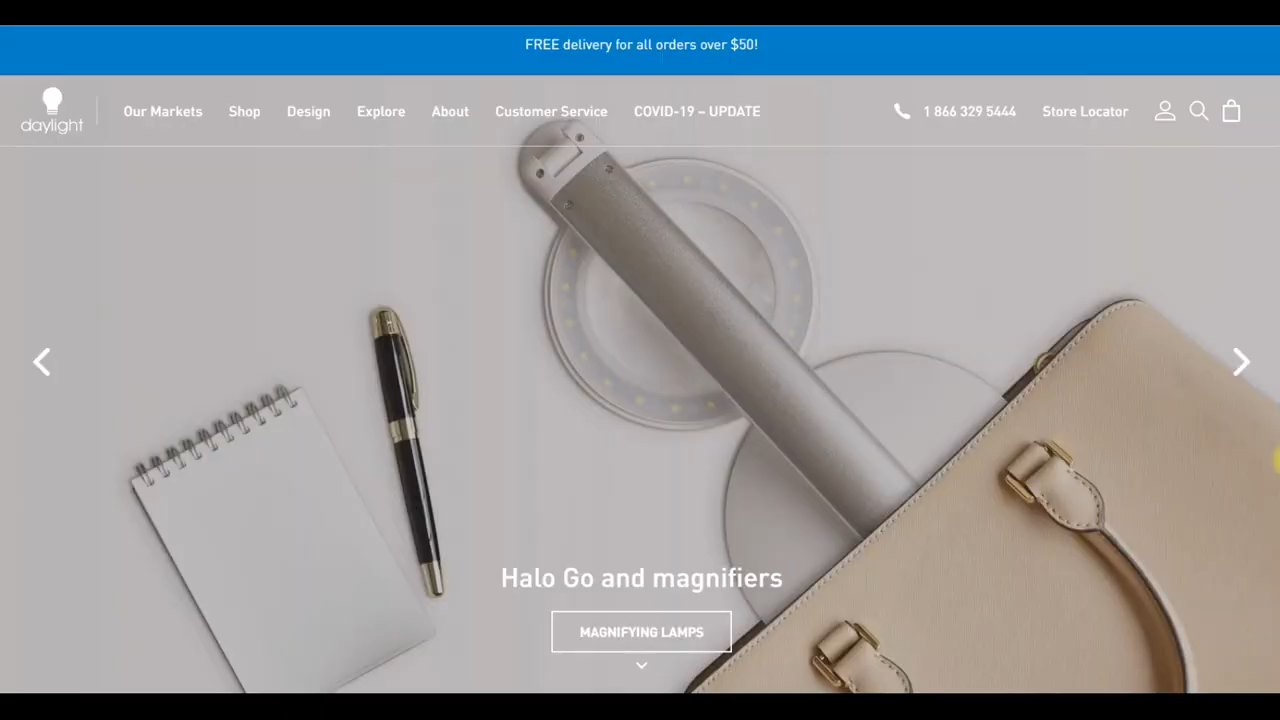 FREE delivery for all orders over $50!
daylight
Our Markets
Shop
Design
Explore
About
Customer Service
COVID-19 – UPDATE
1 866 329 5444
Store Locator
Halo Go and magnifiers
MAGNIFYING LAMPS